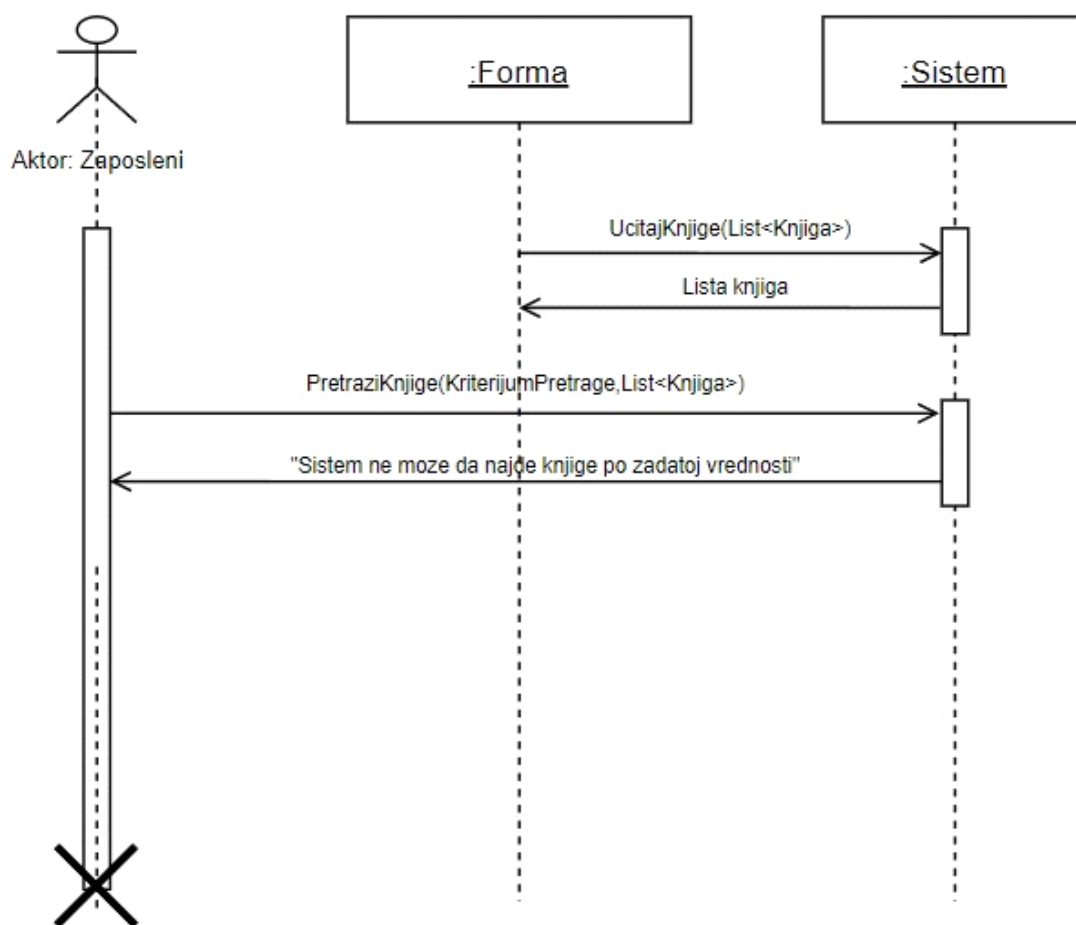 :Forma
:Sistem
Aktor: Zaposleni
UcitajKnjige(List<Knjiga>)
Lista knjiga
PretraziKnjige(KriterijumPretrage,List<Knjiga>)
"Sistem ne moze da najde knjige po zadatoj vrednosti"